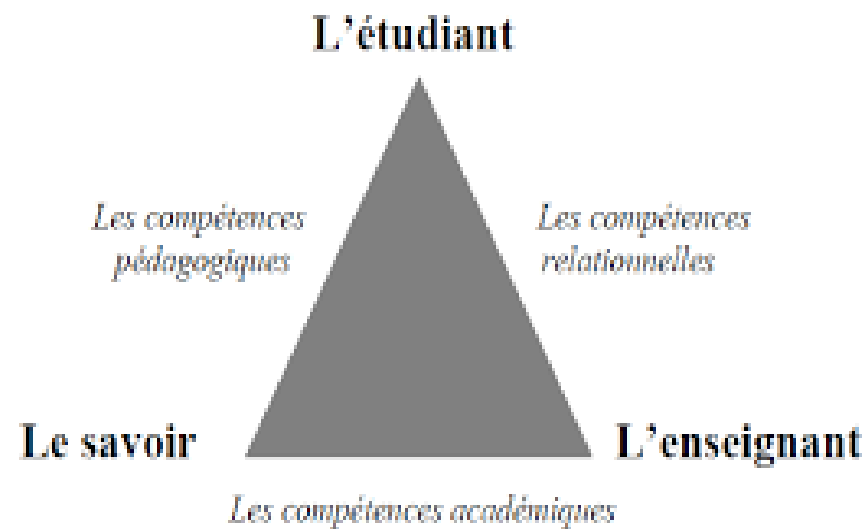 L'étudiant
Les compétences
pédagogiques
Les compétences
relationnelles
Le savoir
L'enseignant
Les compétences académiques